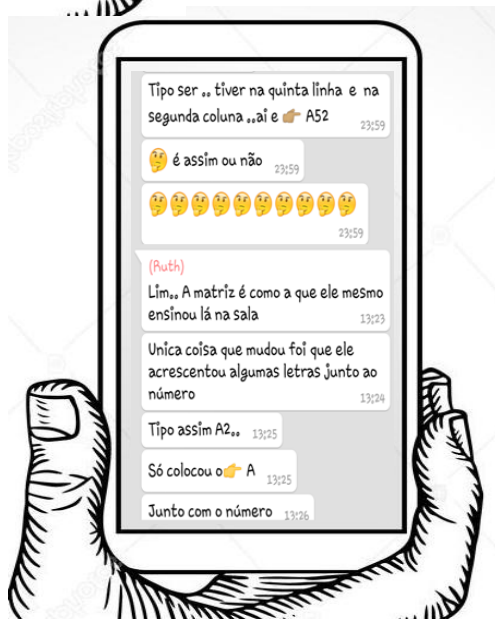 Tipo ser .. tiver na quinta linha e na
segunda coluna ..ai e 👉🏽 A52
23:59
🤔 é assim ou não
23:59
🤔🤔🤔🤔🤔🤔🤔🤔🤔🤔
23:59
(Ruth)
Lim.. A matriz é como a que ele mesmo
ensinou lá na sala
13:23
Unica coisa que mudou foi que ele
acrescentou algumas letras junto ao
número
13:24
Tipo assim A2..
13:25
Só colocou o👉 A
13:25
Junto com o número
13:26